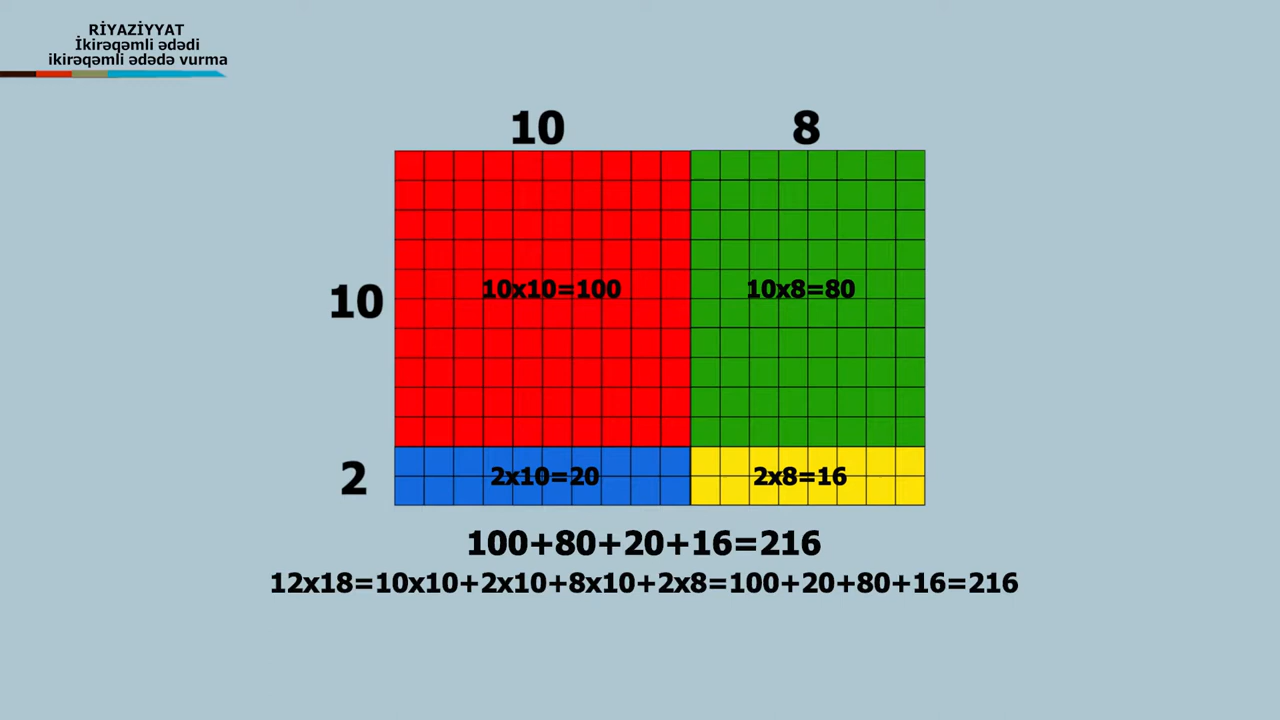 RİYAZİYYAT
İkirəqəmli ədədi
ikirəqəmli ədədə vurma
10 8
10x10=100 10x8=80
10
2x10=20 2x8=16
2
100+80+20+16=216
12x18=10x10+2x10+8x10+2x8=100+20+80+16=216